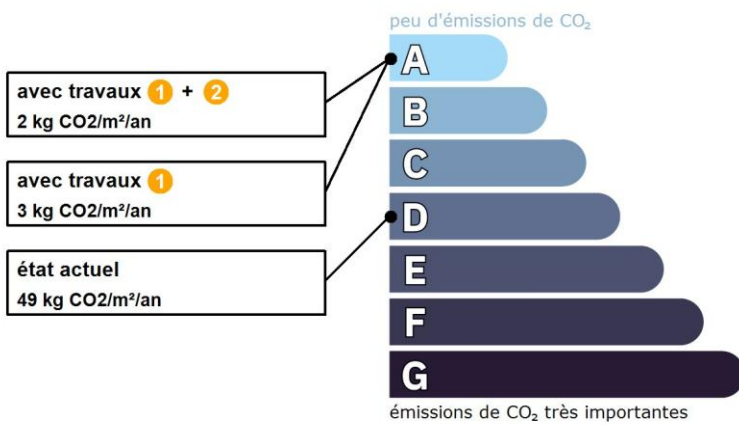 peu d'émissions de CO₂
A
B
C
D
E
F
G
émissions de CO₂ très importantes
avec travaux 1 + 2
2 kg CO2/m²/an
avec travaux 1
3 kg CO2/m²/an
état actuel
49 kg CO2/m²/an